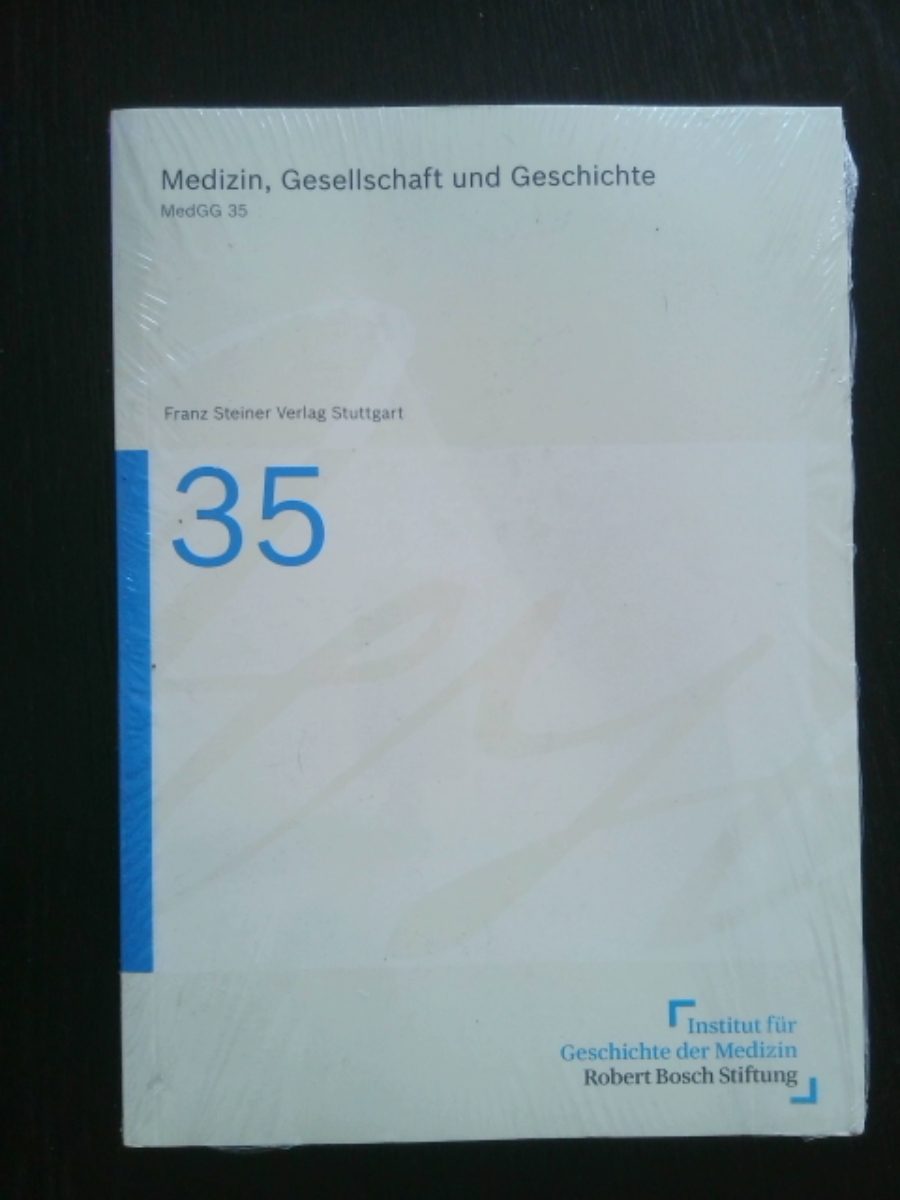 Medizin, Gesellschaft und Geschichte
MedGG 35
Franz Steiner Verlag Stuttgart
35
Institut für
Geschichte der Medizin
Robert Bosch Stiftung